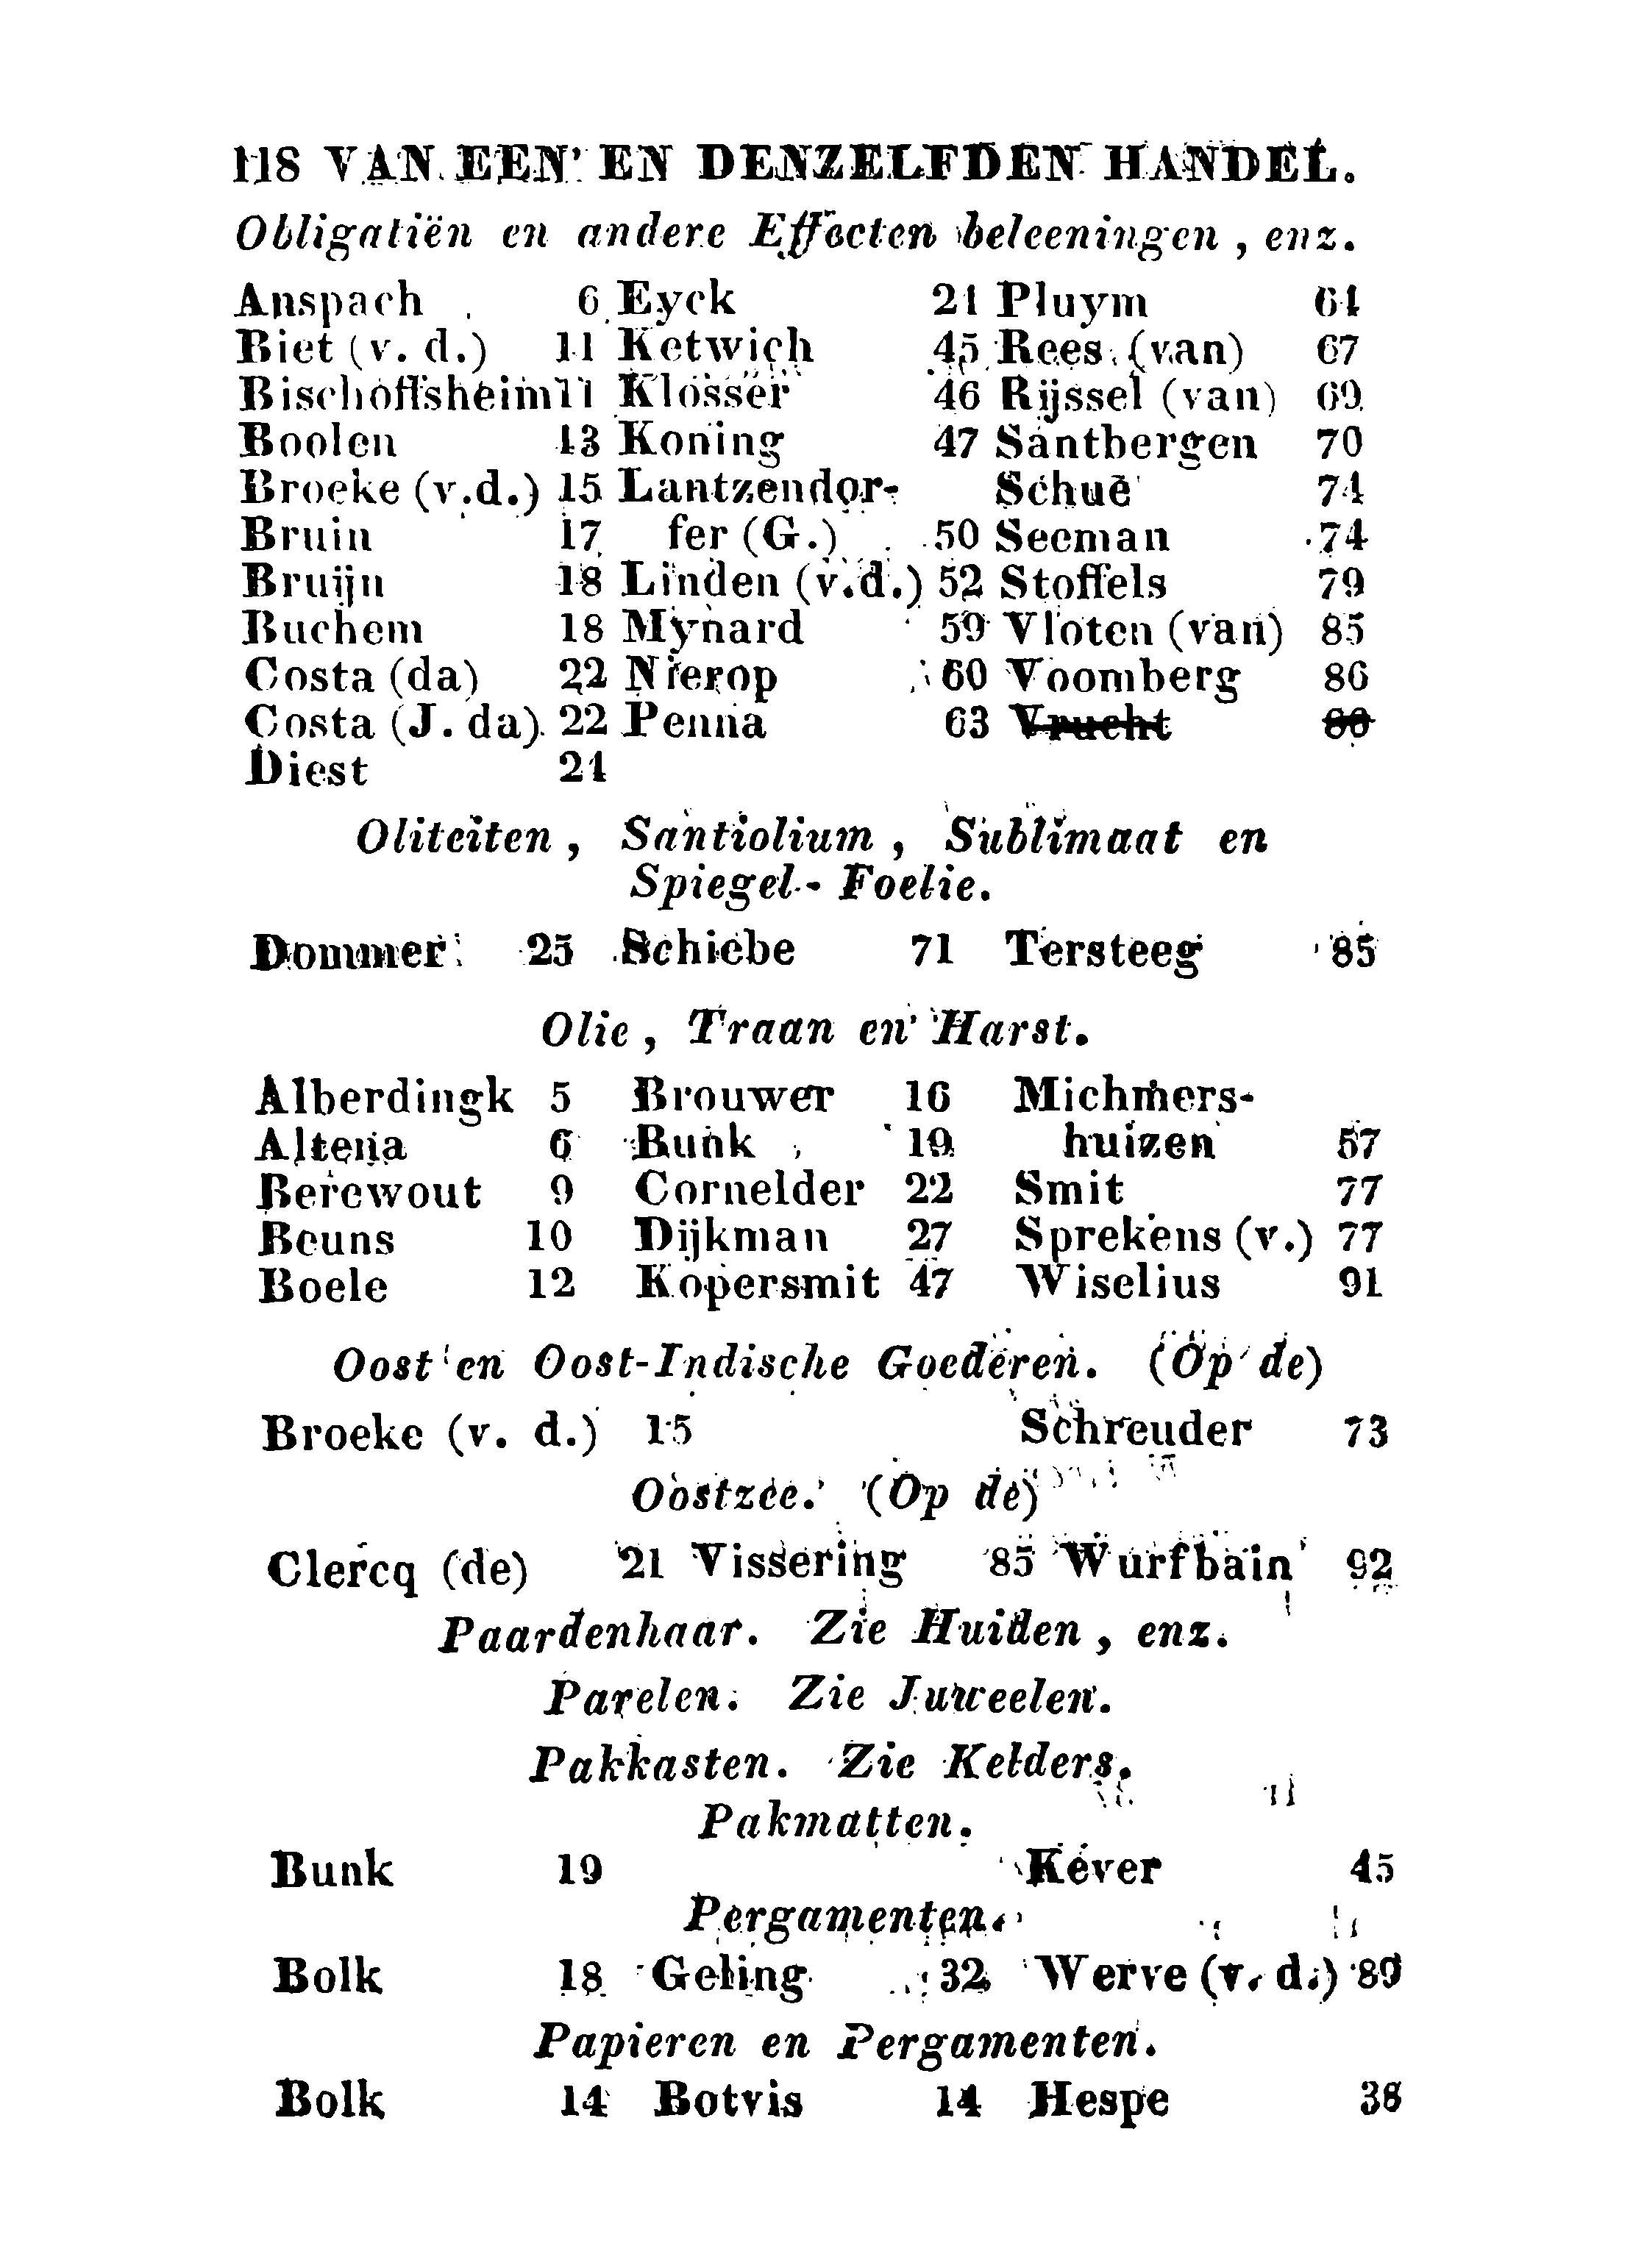 118 VAN EEN' EN DENZELFDEN HANDEL.
Obligatiën en andere Effecten beleeningen, enz.
Anspach 6 Eyck 21 Pluym 64
Biet (v. d.) 11 Ketwich 45 Rees (van) 67
Bischoffsheim 11 Klosser 46 Rijssel (van) 69
Boolen 13 Koning 47 Santbergen 70
Broeke (v.d.) 15 Lantzendor- Schuë 74
Bruin 17 fer (G.) 50 Seeman 74
Bruijn 18 Linden (v.d.) 52 Stoffels 79
Buchem 18 Mynard 59 Vloten (van) 85
Costa (da) 22 Nierop 60 Voomberg 86
Costa (J. da) 22 Penna 63 Vrucht 86
Diest 24
Oliteiten, Santiolium, Sublimaat en
Spiegel-Foelie.
Dommer 25 Schiebe 71 Tersteeg 85
Olie, Traan en Harst.
Alberdingk 5 Brouwer 16 Michmers-
Altena 6 Bunk 19 huizen 57
Berewout 9 Cornelder 22 Smit 77
Beuns 10 Dijkman 27 Sprekens (v.) 77
Boele 12 Kopersmit 47 Wiselius 91
Oost en Oost-Indische Goederen. (Op de)
Broeke (v. d.) 15 Schreuder 73
Oostzee. (Op de)
Clercq (de) 21 Vissering 85 Wurfbain 92
Paardenhaar. Zie Huiden, enz.
Parelen. Zie Juweelen.
Pakkasten. Zie Kelders.
Pakmatten.
Bunk 19 Kever 45
Pergamenten.
Bolk 18 Geling 32 Werve (v. d.) 89
Papieren en Pergamenten.
Bolk 14 Botvis 14 Hespe 38